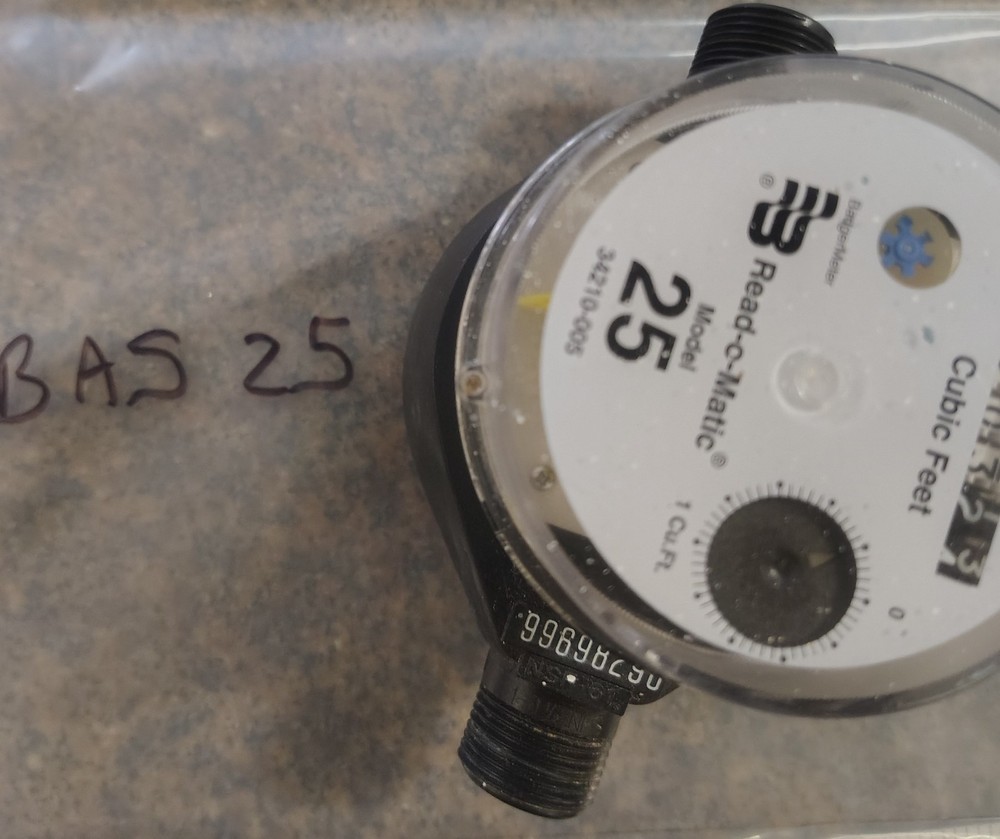 BAS 25
BadgerMeter
®
Read-o-Matic®
Model
25
34210-005
Cubic Feet
1 Cu.Ft.
0